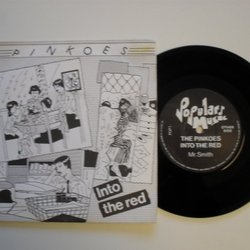 PINKOES
Into
the red
Popular
Music
THE PINKOES
INTO THE RED
Mr. Smith